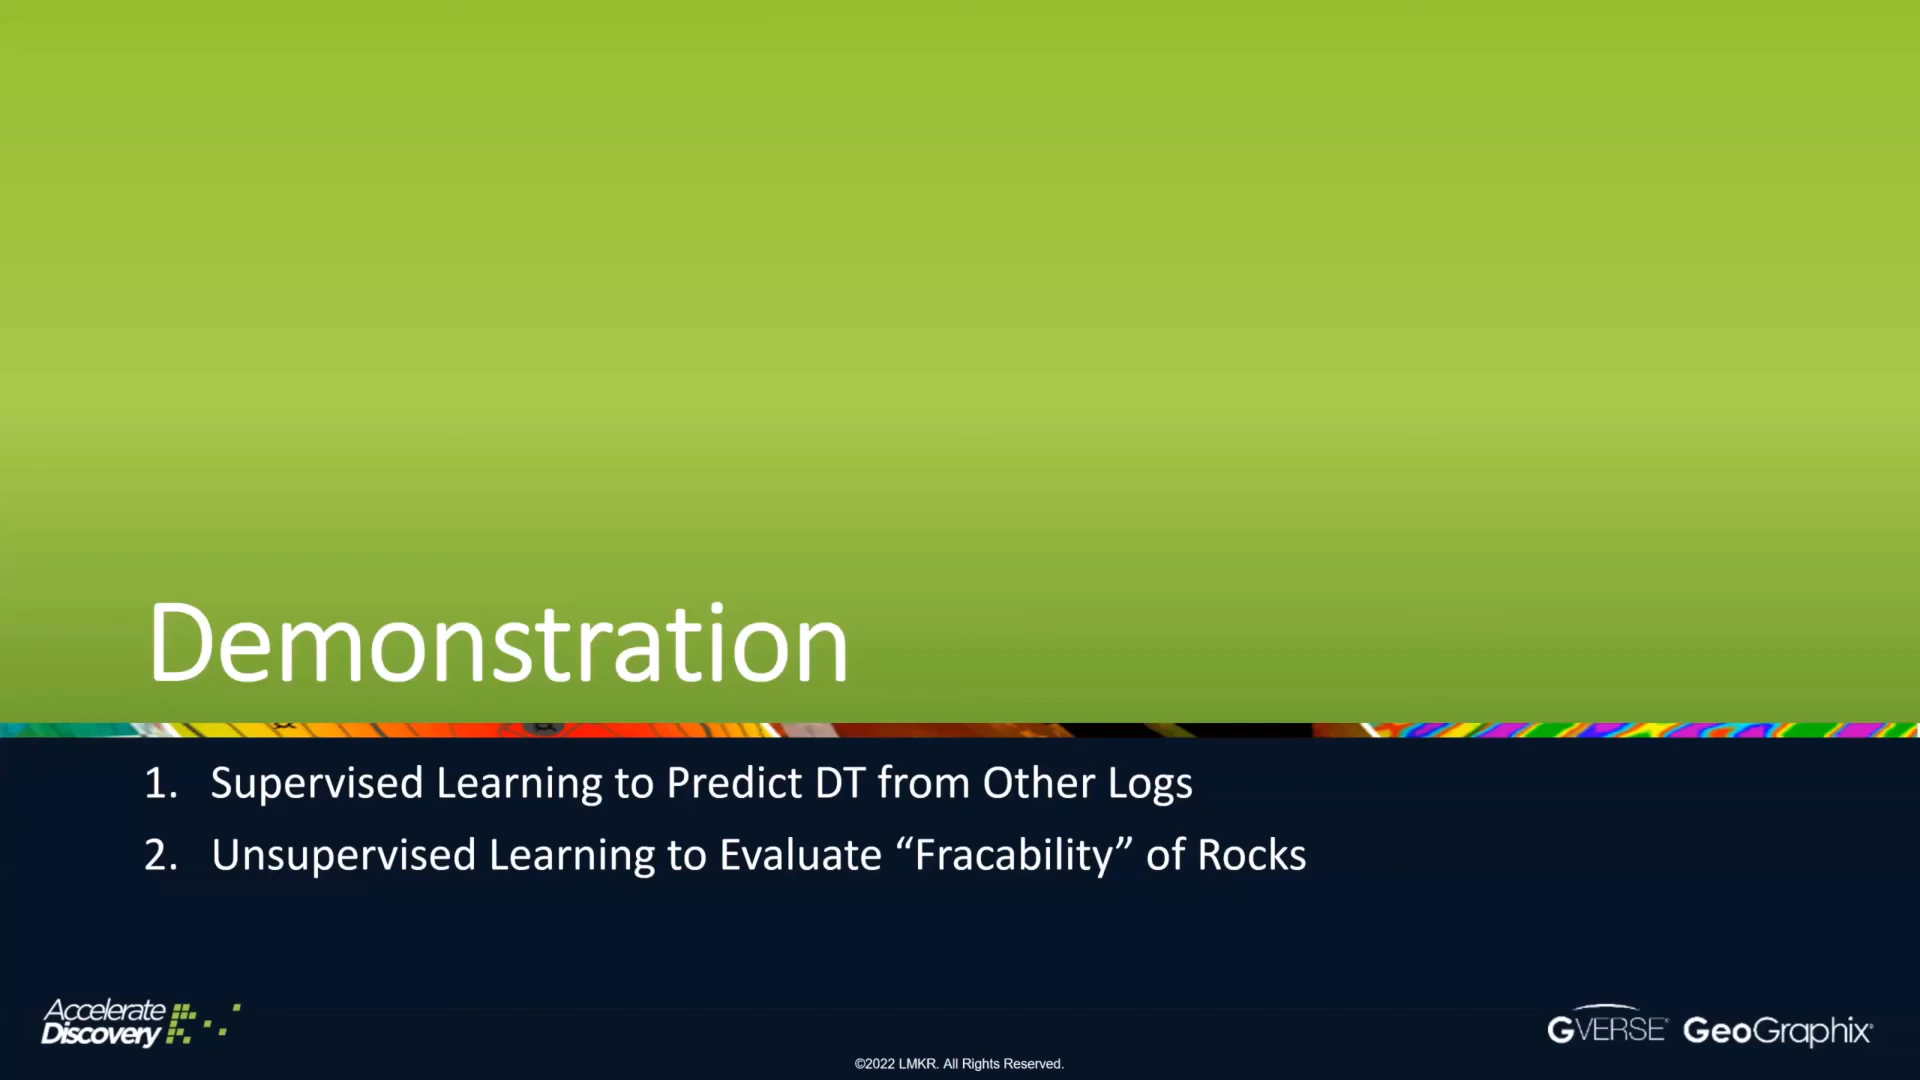 Demonstration
1. Supervised Learning to Predict DT from Other Logs
2. Unsupervised Learning to Evaluate “Fracability” of Rocks
Accelerate
Discovery
GVERSE® GeoGraphix®
©2022 LMKR. All Rights Reserved.